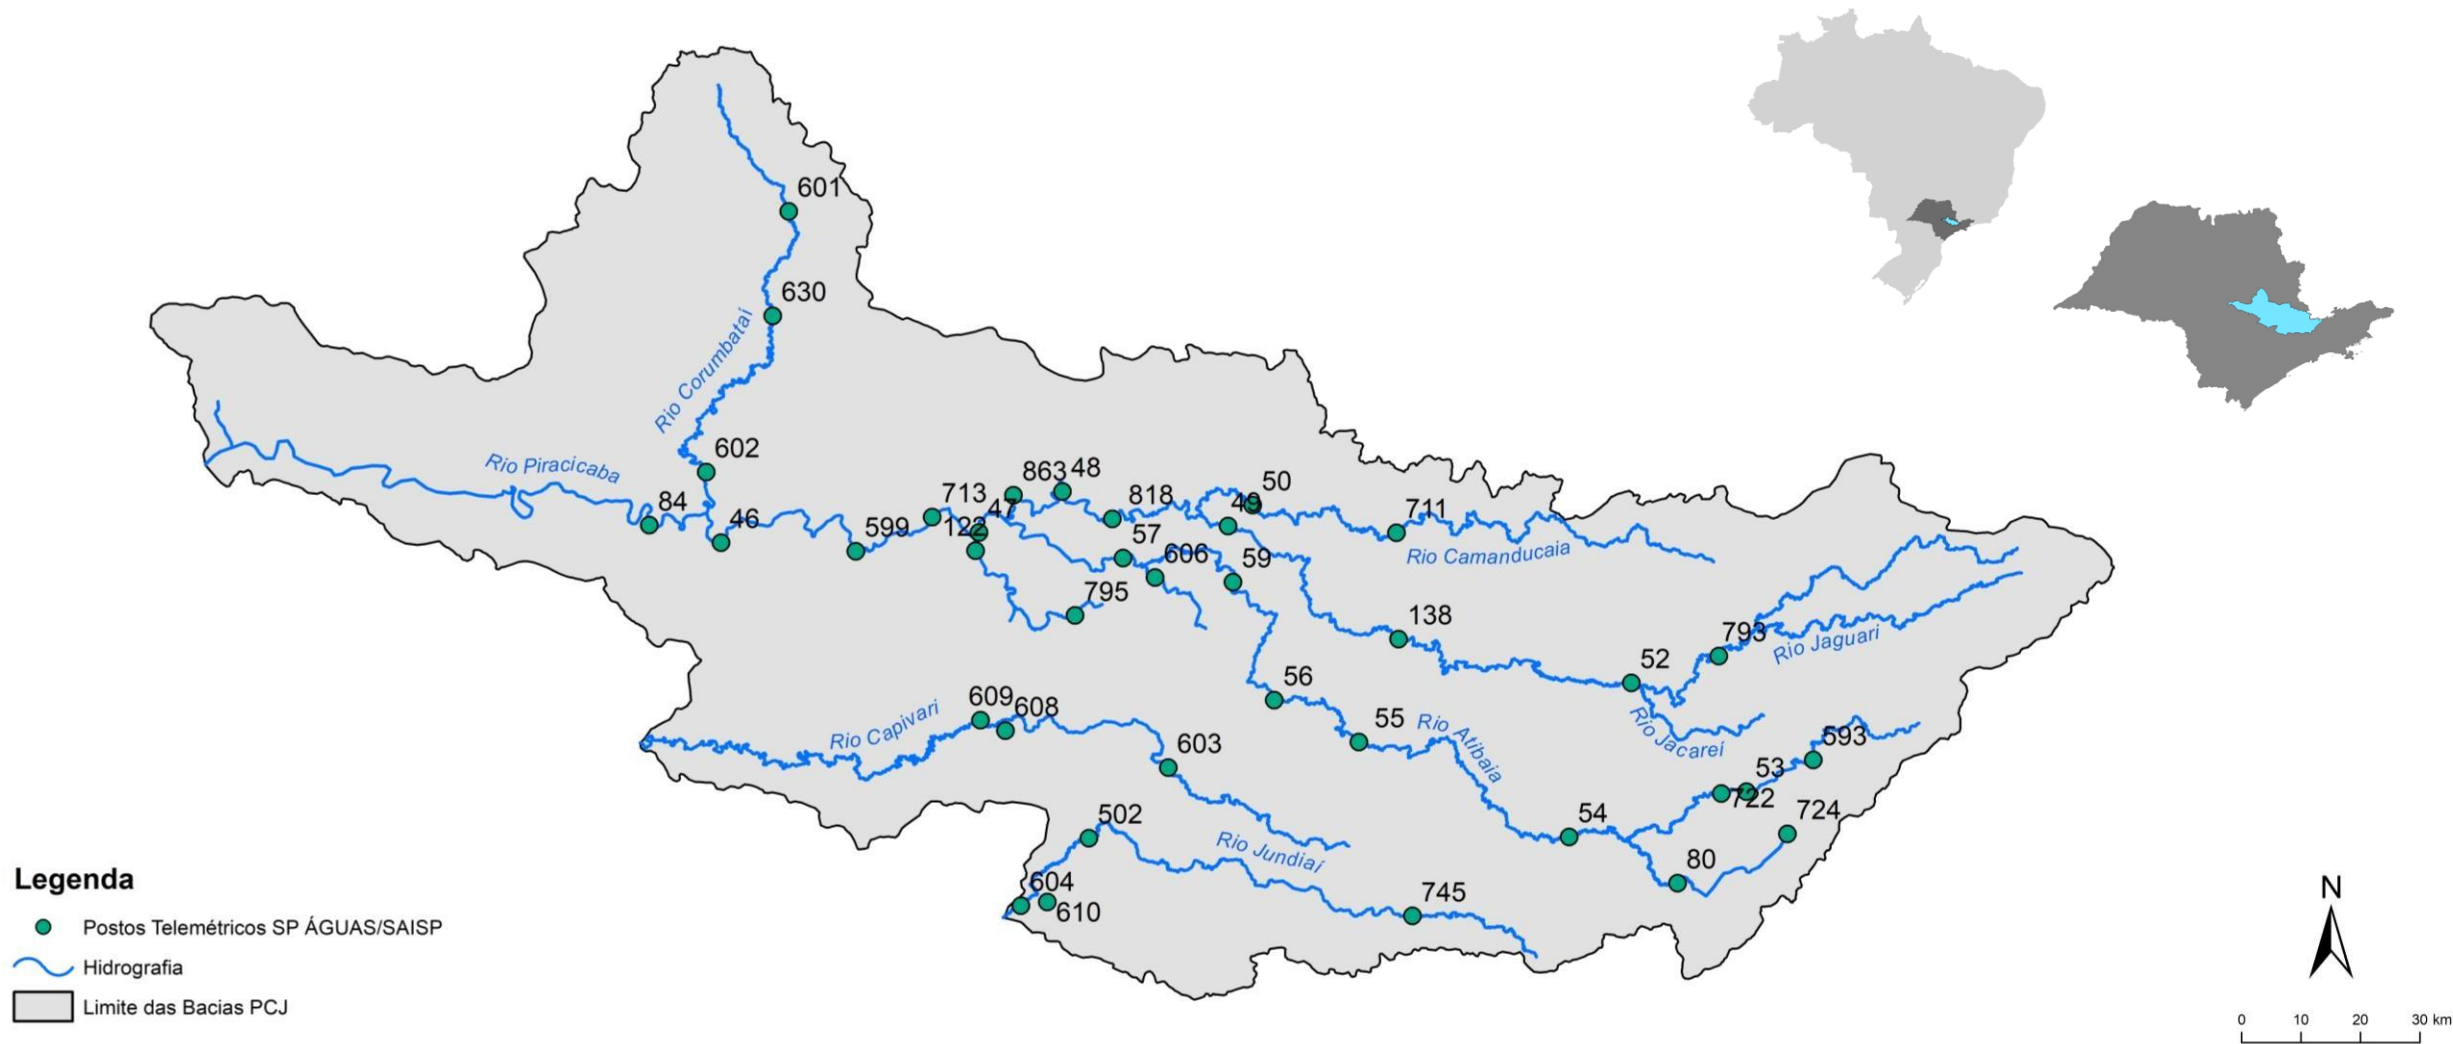 601
630
Rio Corumbataí
602
Rio Piracicaba
84
46
599
713
122
47
863
48
818
57
606
795
49
50
59
711
Rio Camanducaia
138
52
793
Rio Jaguari
Rio Jacareí
593
53
722
724
56
55
Rio Atibaia
54
80
609
608
Rio Capivari
603
502
Rio Jundiaí
604
610
745
Legenda
Postos Telemétricos SP ÁGUAS/SAISP
Hidrografia
Limite das Bacias PCJ
N
0 10 20 30 km